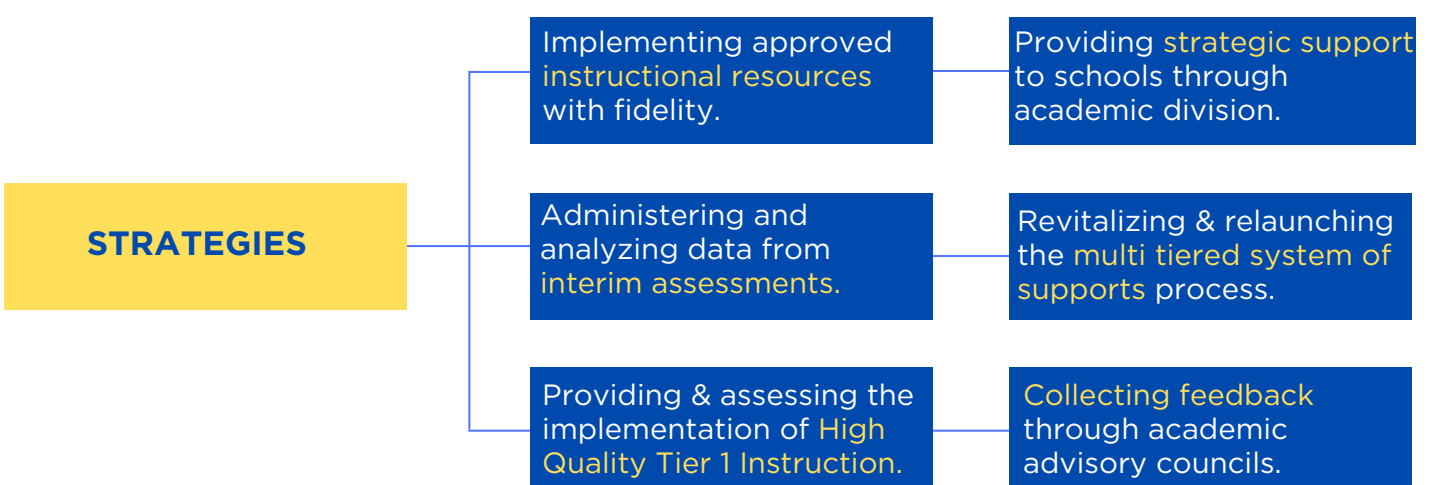 STRATEGIES
Implementing approved
instructional resources
with fidelity.
Providing strategic support
to schools through
academic division.
Administering and
analyzing data from
interim assessments.
Revitalizing & relaunching
the multi tiered system of
supports process.
Providing & assessing the
implementation of High
Quality Tier 1 Instruction.
Collecting feedback
through academic
advisory councils.